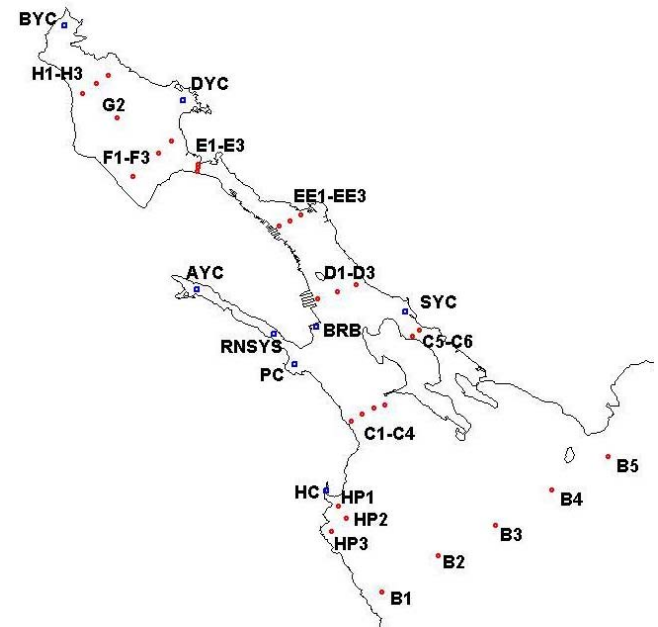 BYC
H1-H3
DYC
G2
E1-E3
F1-F3
EE1-EE3
AYC
D1-D3
SYC
BRB
RNSYS
C5-C6
PC
C1-C4
B5
HC
HP1
B4
HP2
B3
HP3
B2
B1